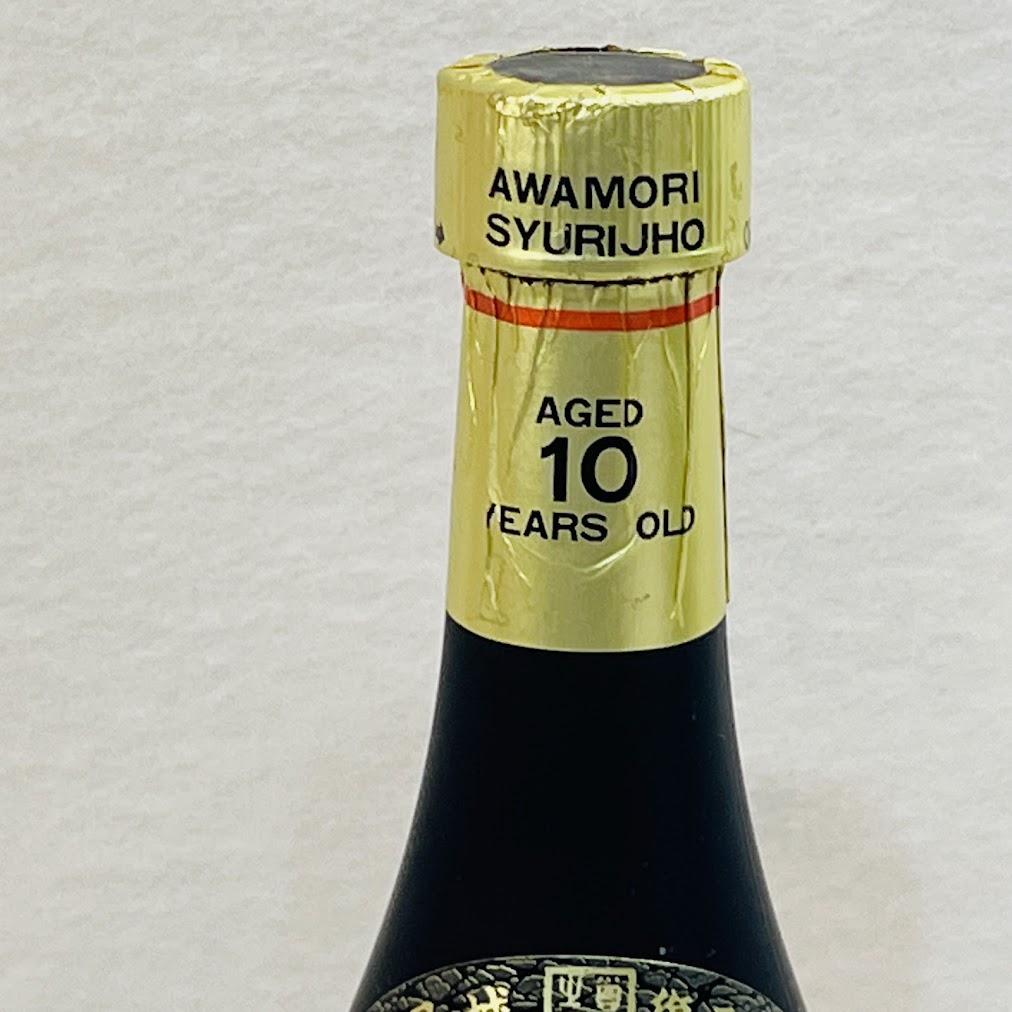 AWAMORI
SYURIJHO
AGED
10
YEARS OLD